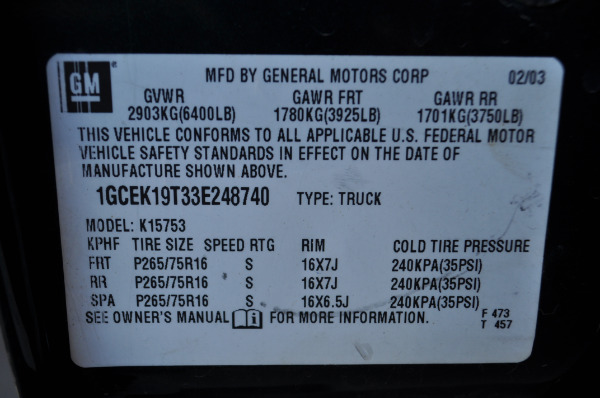 GM
MFD BY GENERAL MOTORS CORP 02/03
GVWR GAWR FRT GAWR RR
2903KG(6400LB) 1780KG(3925LB) 1701KG(3750LB)
THIS VEHICLE CONFORMS TO ALL APPLICABLE U.S. FEDERAL MOTOR
VEHICLE SAFETY STANDARDS IN EFFECT ON THE DATE OF
MANUFACTURE SHOWN ABOVE.
1GCEK19T33E248740 TYPE: TRUCK
MODEL: K15753
KPHF TIRE SIZE SPEED RTG RIM COLD TIRE PRESSURE
FRT P265/75R16 S 16X7J 240KPA(35PSI)
RR P265/75R16 S 16X7J 240KPA(35PSI)
SPA P265/75R16 S 16X6.5J 240KPA(35PSI)
SEE OWNER'S MANUAL i FOR MORE INFORMATION. F 473
T 457